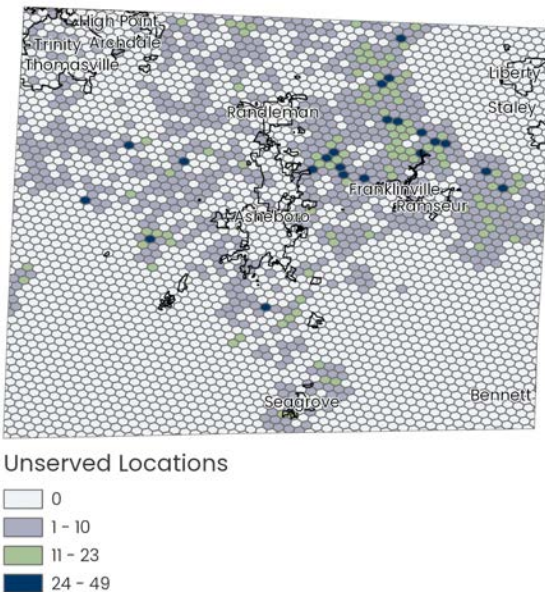 High Point
Trinity Archdale
Thomasville
Liberty
Staley
Randleman
Franklinville
Ramseur
Asheboro
Seagrove
Bennett
Unserved Locations
0
1 - 10
11 - 23
24 - 49